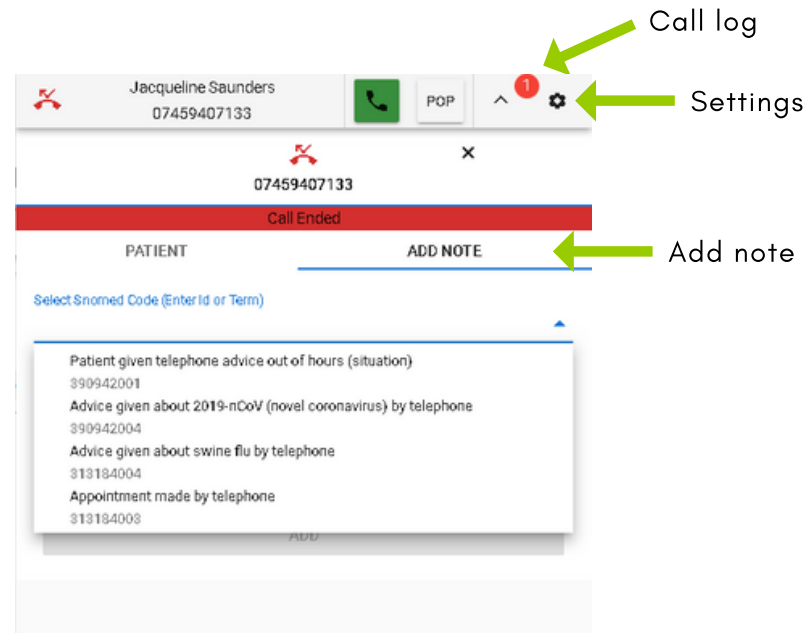 Call log
Jacqueline Saunders
07459407133
POP
1
Settings
07459407133
Call Ended
PATIENT
ADD NOTE
Add note
Select Snomed Code (Enter Id or Term)
Patient given telephone advice out of hours (situation)
390942001
Advice given about 2019-nCoV (novel coronavirus) by telephone
390942004
Advice given about swine flu by telephone
313184004
Appointment made by telephone
313184003
ADD